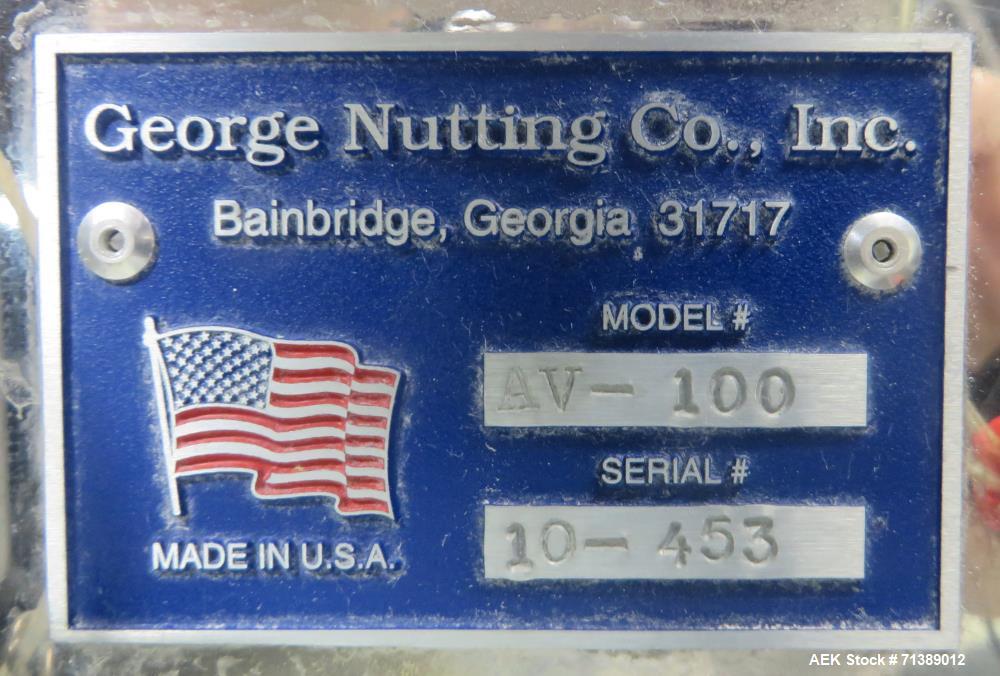 George Nutting Co., Inc.
Bainbridge, Georgia 31717
MODEL #
AV- 100
SERIAL #
10- 453
MADE IN U.S.A.
AEK Stock # 71389012